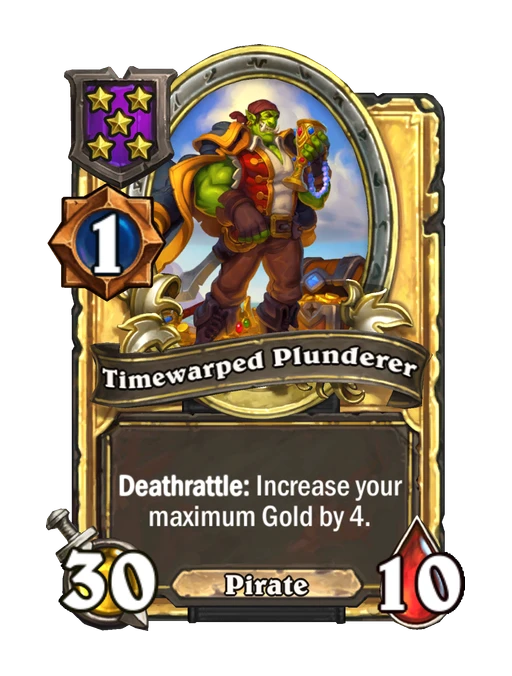 1
Timewarped Plunderer
Deathrattle: Increase your
maximum Gold by 4.
30
Pirate
10